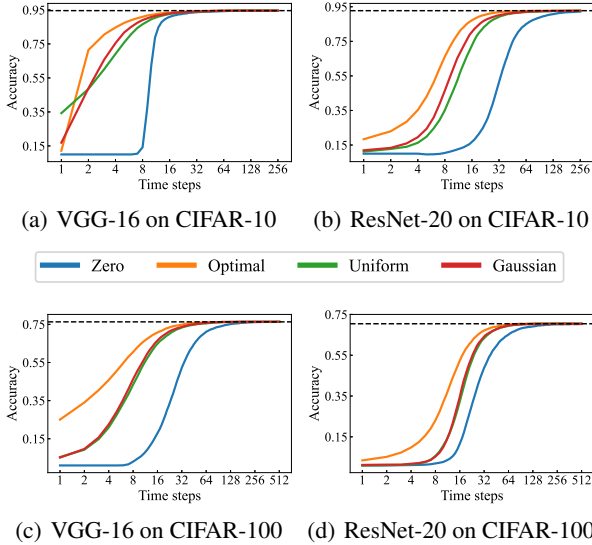 0.95
0.75
0.55
0.35
0.15
Accuracy
1 2 4 8 16 32 64 128 256
Time steps
(a) VGG-16 on CIFAR-10
0.95
0.75
0.55
0.35
0.15
Accuracy
1 2 4 8 16 32 64 128 256
Time steps
(b) ResNet-20 on CIFAR-10
Zero Optimal Uniform Gaussian
0.75
0.55
0.35
0.15
Accuracy
1 2 4 8 16 32 64 128 256 512
Time steps
(c) VGG-16 on CIFAR-100
0.75
0.55
0.35
0.15
Accuracy
1 2 4 8 16 32 64 128 256 512
Time steps
(d) ResNet-20 on CIFAR-100